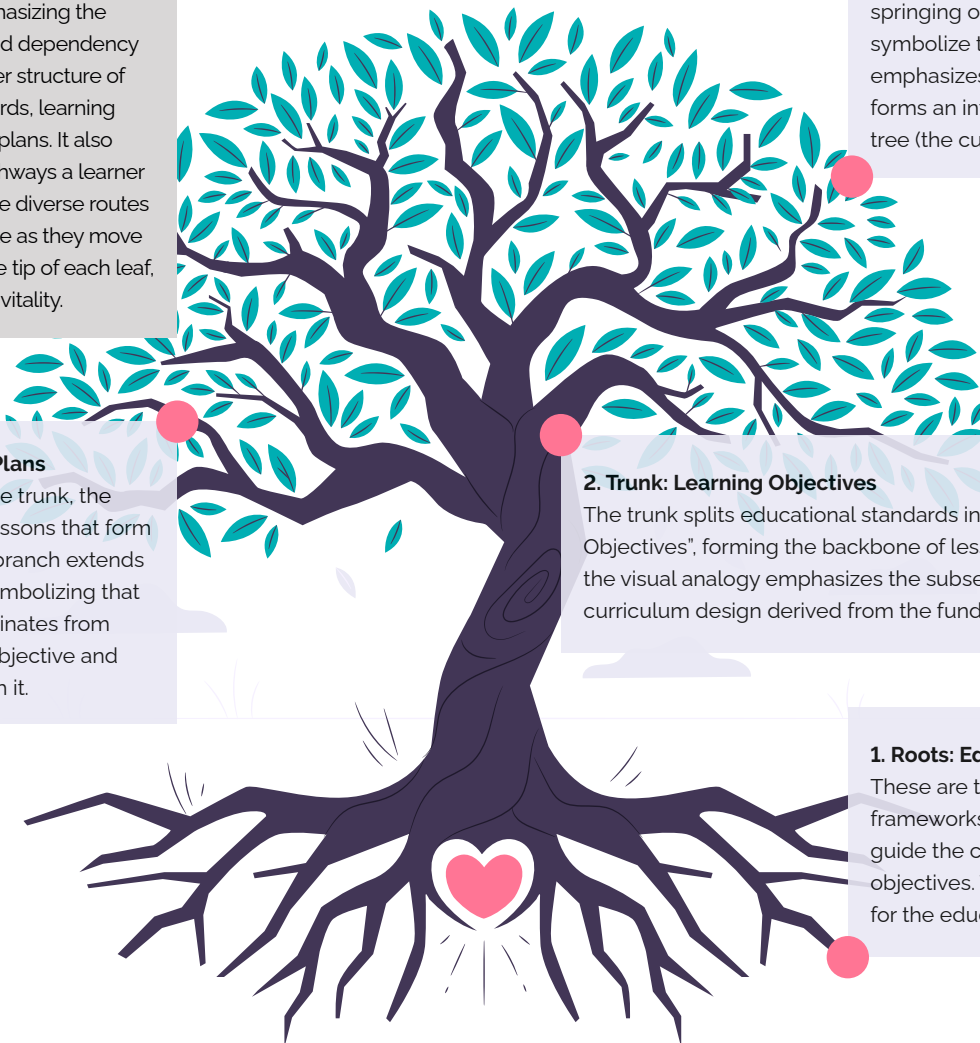 hasizing the
d dependency
er structure of
rds, learning
plans. It also
hways a learner
e diverse routes
e as they move
e tip of each leaf,
vitality.
springing o
symbolize t
emphasizes
forms an in
tree (the cu
Plans
e trunk, the
ssons that form
branch extends
mbolizing that
inates from
bjective and
n it.
2. Trunk: Learning Objectives
The trunk splits educational standards in
Objectives”, forming the backbone of les
the visual analogy emphasizes the subse
curriculum design derived from the fund
1. Roots: Ed
These are t
frameworks
guide the c
objectives.
for the edu